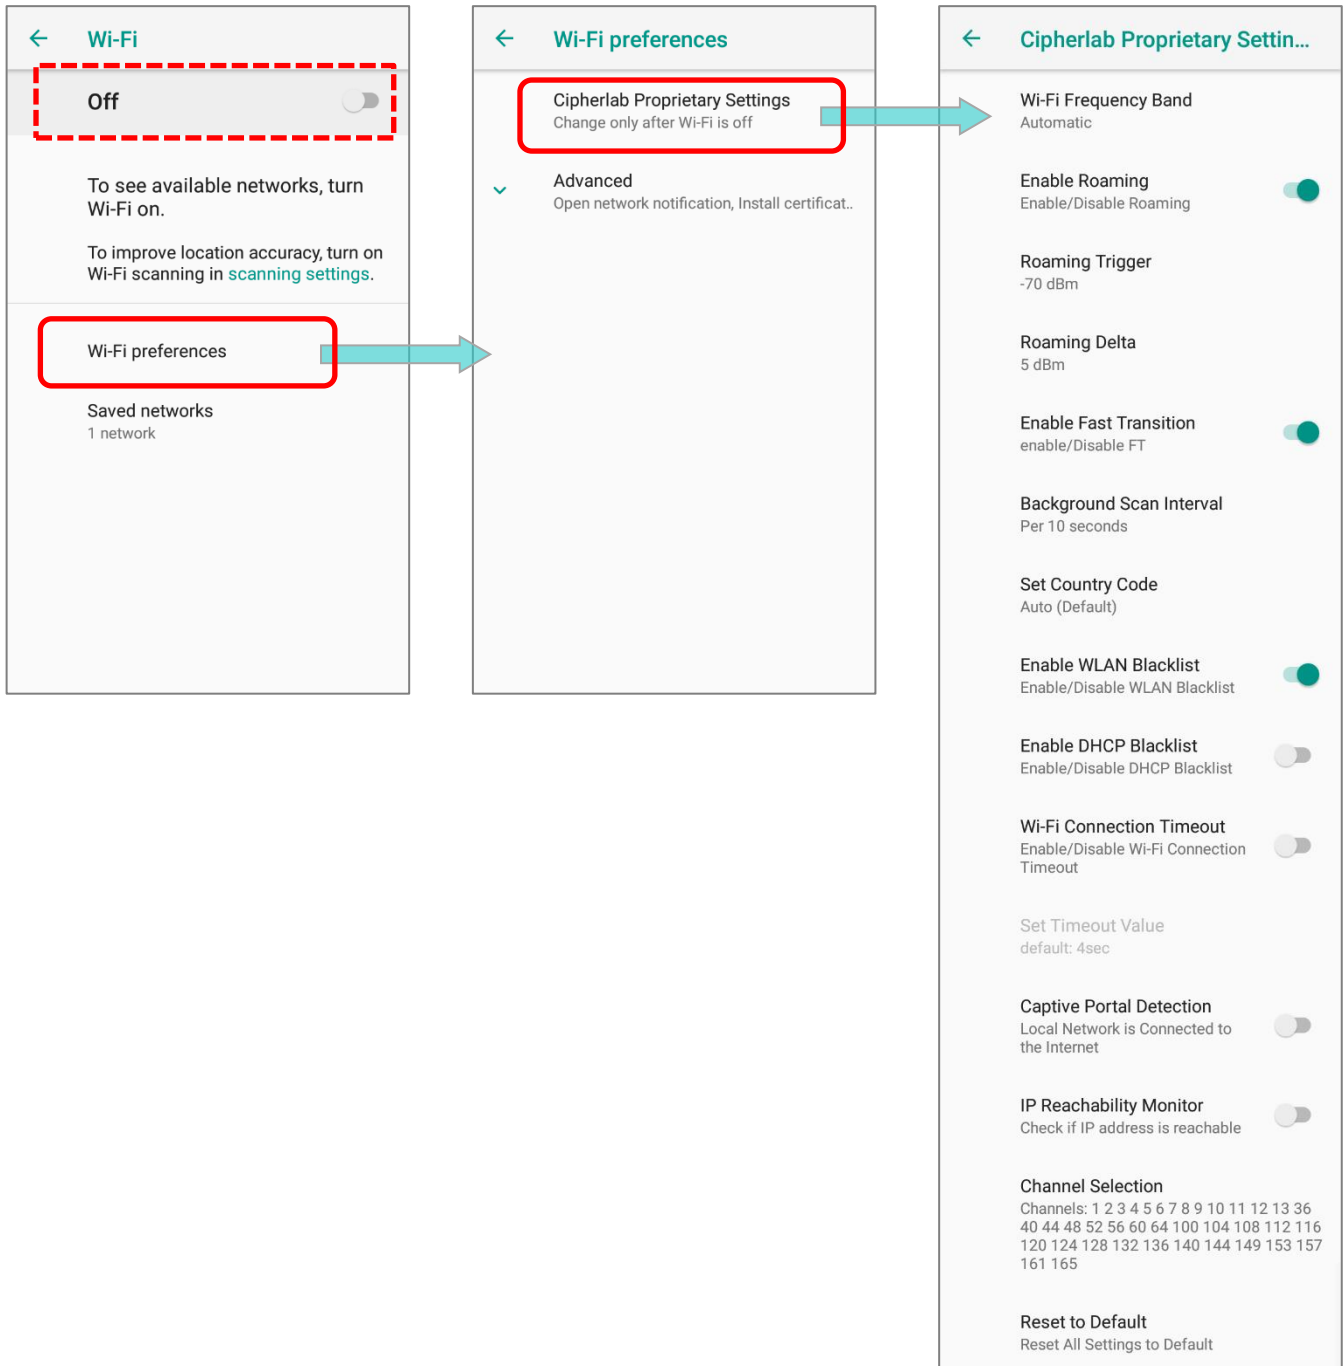 Wi-Fi
Off
To see available networks, turn
Wi-Fi on.
To improve location accuracy, turn on
Wi-Fi scanning in scanning settings.
Wi-Fi preferences
Saved networks
1 network
Wi-Fi preferences
Cipherlab Proprietary Settings
Change only after Wi-Fi is off
Advanced
Open network notification, Install certificat..
Cipherlab Proprietary Settin...
Wi-Fi Frequency Band
Automatic
Enable Roaming
Enable/Disable Roaming
Roaming Trigger
-70 dBm
Roaming Delta
5 dBm
Enable Fast Transition
enable/Disable FT
Background Scan Interval
Per 10 seconds
Set Country Code
Auto (Default)
Enable WLAN Blacklist
Enable/Disable WLAN Blacklist
Enable DHCP Blacklist
Enable/Disable DHCP Blacklist
Wi-Fi Connection Timeout
Enable/Disable Wi-Fi Connection
Timeout
Set Timeout Value
default: 4sec
Captive Portal Detection
Local Network is Connected to
the Internet
IP Reachability Monitor
Check if IP address is reachable
Channel Selection
Channels: 1 2 3 4 5 6 7 8 9 10 11 12 13 36
40 44 48 52 56 60 64 100 104 108 112 116
120 124 128 132 136 140 144 149 153 157
161 165
Reset to Default
Reset All Settings to Default